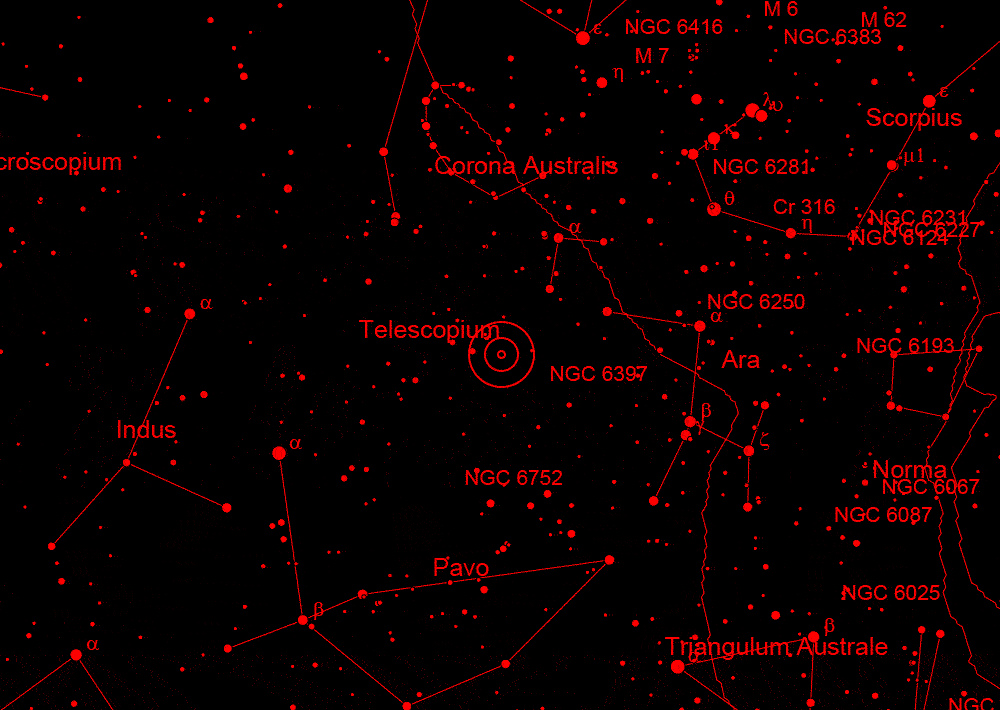 M 6
M 62
ε
NGC 6416
NGC 6383
M 7
η
ε
λ
υ
Scorpius
κ
ι1
μ1
croscopium
Corona Australis
NGC 6281
θ
Cr 316
NGC 6231
α
η
NGC 6227
NGC 6124
α
NGC 6250
α
Telescopium
NGC 6193
Ara
NGC 6397
β
Indus
γ
α
ζ
Norma
NGC 6752
NGC 6067
NGC 6087
Pavo
NGC 6025
β
β
α
Triangulum Australe
α
NGC